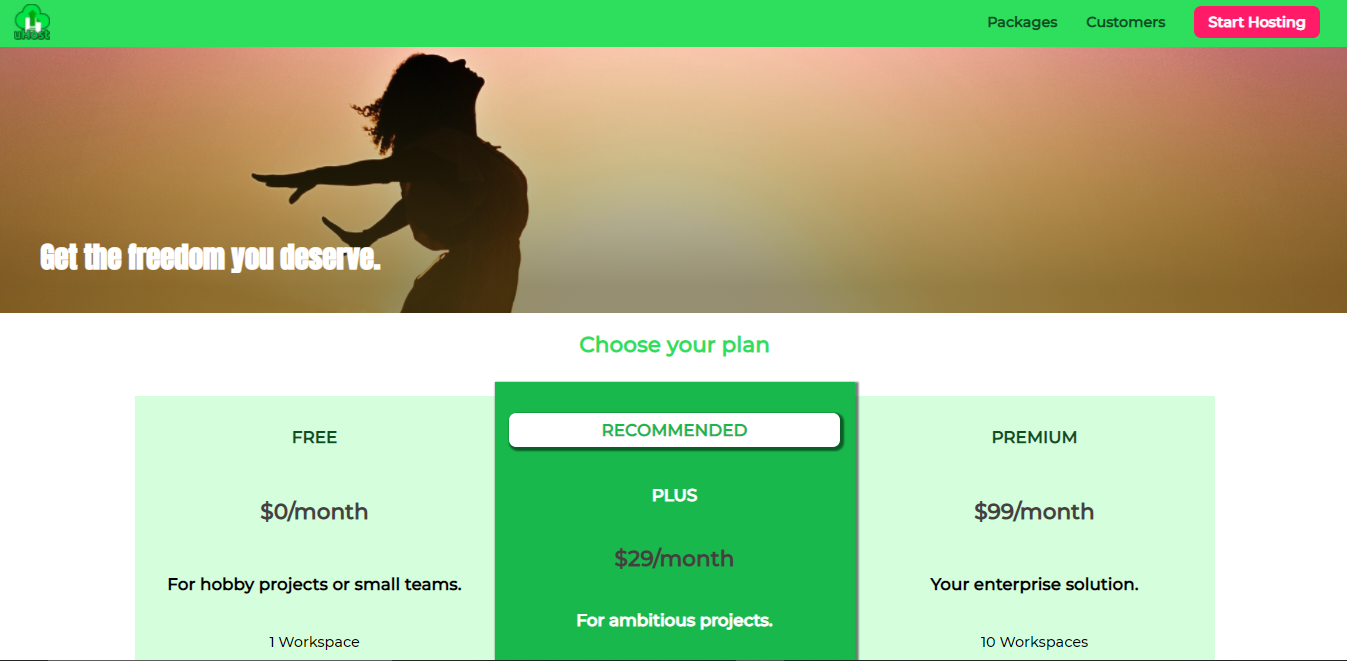 uHost
Packages
Customers
Start Hosting
Get the freedom you deserve.
Choose your plan
FREE
$0/month
For hobby projects or small teams.
1 Workspace
RECOMMENDED
PLUS
$29/month
For ambitious projects.
PREMIUM
$99/month
Your enterprise solution.
10 Workspaces